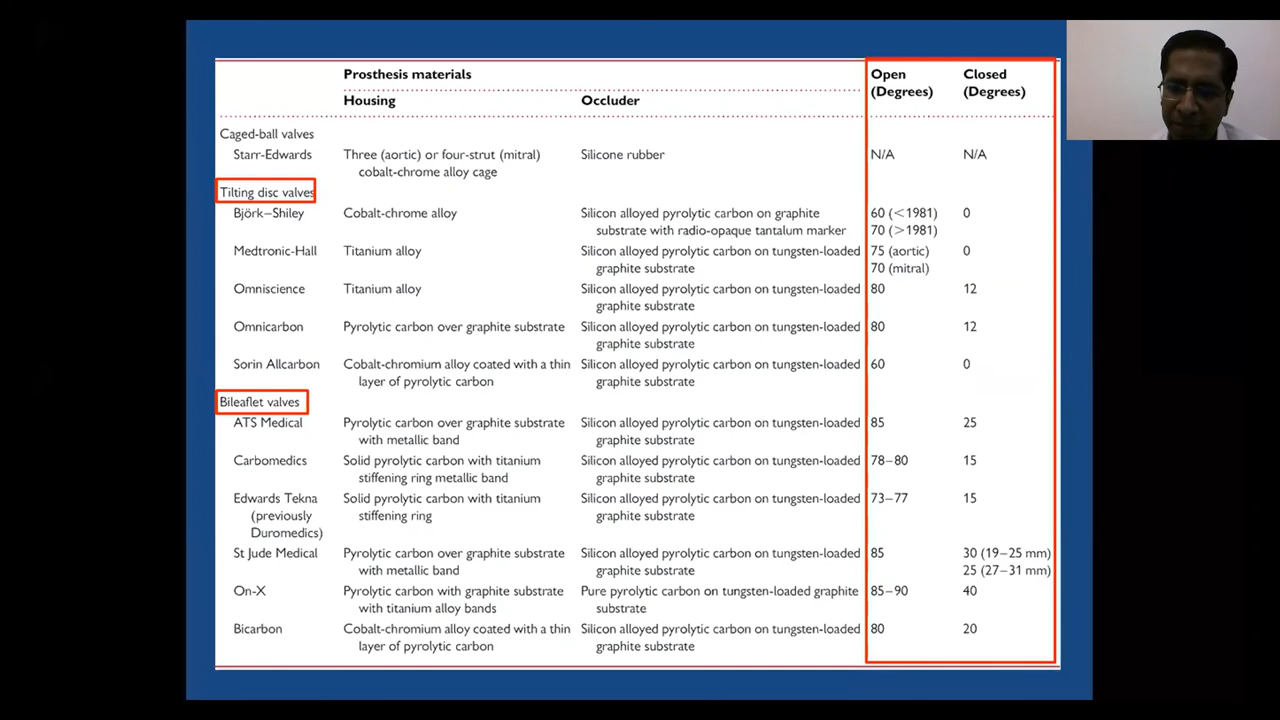 Prosthesis materials Open Closed
Housing Occluder (Degrees) (Degrees)
Caged-ball valves
Starr-Edwards Three (aortic) or four-strut (mitral) Silicone rubber N/A N/A
cobalt-chrome alloy cage
Tilting disc valves
Björk–Shiley Cobalt-chrome alloy Silicon alloyed pyrolytic carbon on graphite 60 (<1981) 0
substrate with radio-opaque tantalum marker 70 (>1981)
Medtronic-Hall Titanium alloy Silicon alloyed pyrolytic carbon on tungsten-loaded 75 (aortic) 0
graphite substrate 70 (mitral)
Omniscience Titanium alloy Silicon alloyed pyrolytic carbon on tungsten-loaded 80 12
graphite substrate
Omnicarbon Pyrolytic carbon over graphite substrate Silicon alloyed pyrolytic carbon on tungsten-loaded 80 12
graphite substrate
Sorin Allcarbon Cobalt-chromium alloy coated with a thin Silicon alloyed pyrolytic carbon on tungsten-loaded 60 0
layer of pyrolytic carbon graphite substrate
Bileaflet valves
ATS Medical Pyrolytic carbon over graphite substrate Silicon alloyed pyrolytic carbon on tungsten-loaded 85 25
with metallic band graphite substrate
Carbomedics Solid pyrolytic carbon with titanium Silicon alloyed pyrolytic carbon on tungsten-loaded 78–80 15
stiffening ring metallic band graphite substrate
Edwards Tekna Solid pyrolytic carbon with titanium Silicon alloyed pyrolytic carbon on tungsten-loaded 73–77 15
(previously stiffening ring graphite substrate
Duromedics)
St Jude Medical Pyrolytic carbon over graphite substrate Silicon alloyed pyrolytic carbon on tungsten-loaded 85 30 (19–25 mm)
with metallic band graphite substrate 25 (27–31 mm)
On-X Pyrolytic carbon with graphite substrate Pure pyrolytic carbon on tungsten-loaded graphite 85–90 40
with titanium alloy bands substrate
Bicarbon Cobalt-chromium alloy coated with a thin Silicon alloyed pyrolytic carbon on tungsten-loaded 80 20
layer of pyrolytic carbon graphite substrate